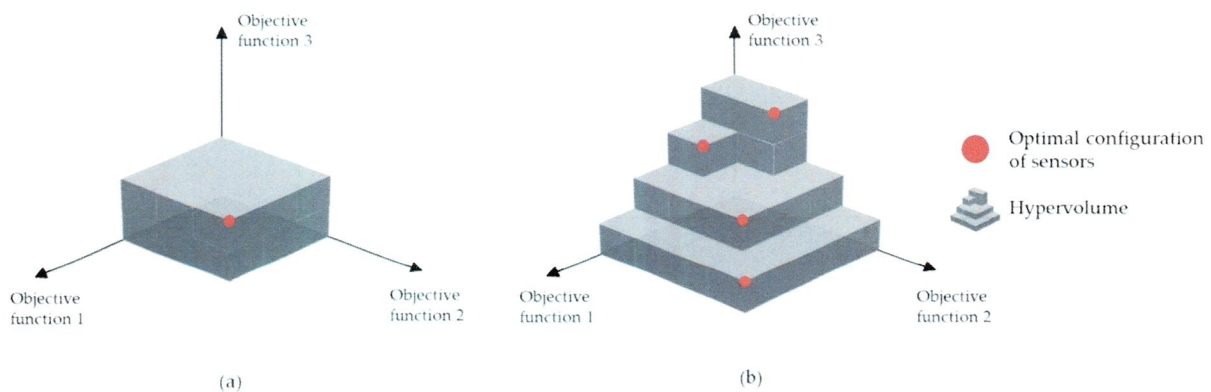 Objective
function 3
Objective
function 1
Objective
function 2
(a)
Objective
function 3
Objective
function 1
Objective
function 2
(b)
Optimal configuration
of sensors
Hypervolume